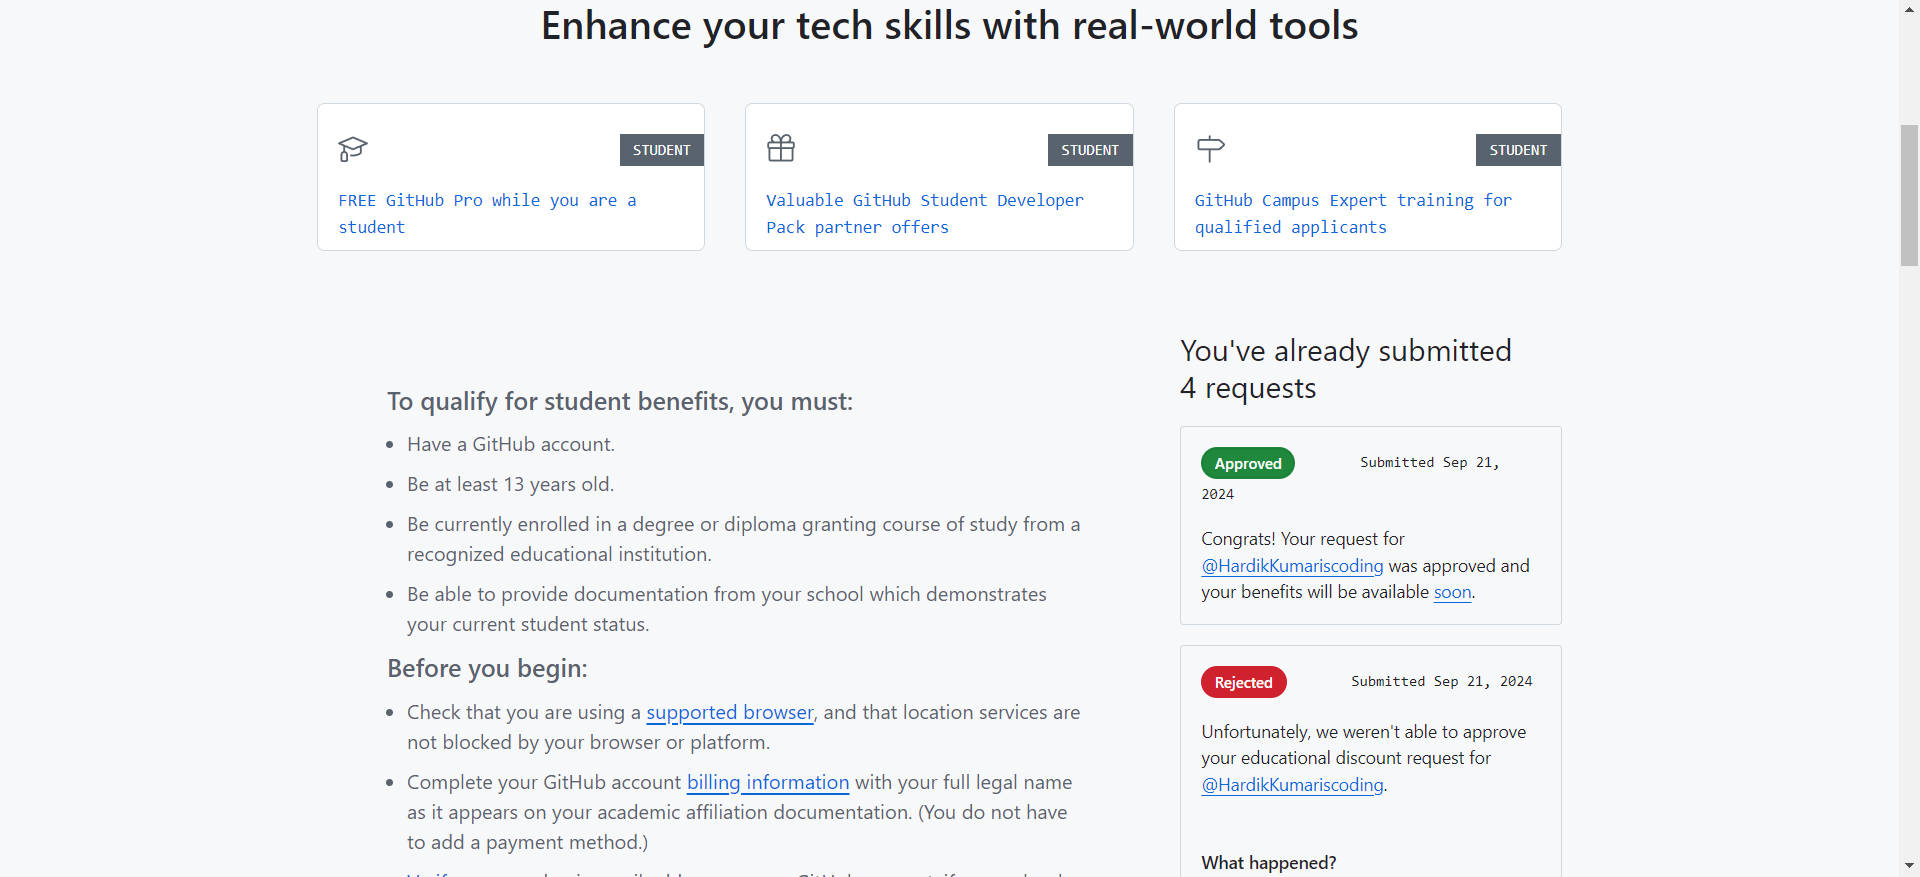 Enhance your tech skills with real-world tools
STUDENT
FREE GitHub Pro while you are a
student
STUDENT
Valuable GitHub Student Developer
Pack partner offers
STUDENT
GitHub Campus Expert training for
qualified applicants
To qualify for student benefits, you must:
• Have a GitHub account.
• Be at least 13 years old.
• Be currently enrolled in a degree or diploma granting course of study from a
recognized educational institution.
• Be able to provide documentation from your school which demonstrates
your current student status.
Before you begin:
• Check that you are using a supported browser, and that location services are
not blocked by your browser or platform.
• Complete your GitHub account billing information with your full legal name
as it appears on your academic affiliation documentation. (You do not have
to add a payment method.)
You've already submitted
4 requests
Approved Submitted Sep 21,
2024
Congrats! Your request for
@HardikKumariscoding was approved and
your benefits will be available soon.
Rejected Submitted Sep 21, 2024
Unfortunately, we weren't able to approve
your educational discount request for
@HardikKumariscoding.
What happened?